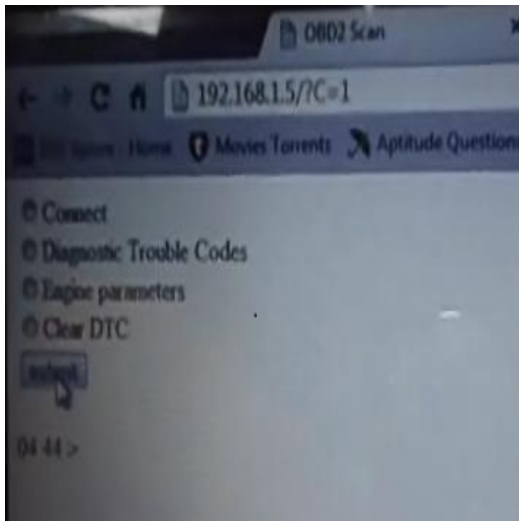 OBD2 Scan
192.168.1.5/?C=1
Home Movies Torrents Aptitude Questions
Connect
Diagnostic Trouble Codes
Engine parameters
Clear DTC
submit
04 44 >